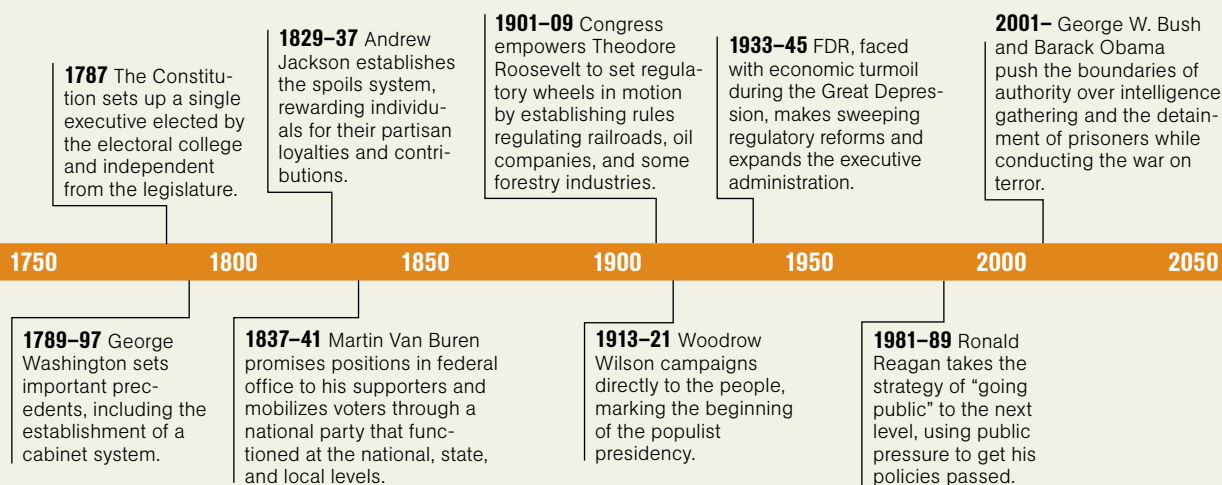 1787 The Constitu-
tion sets up a single
executive elected by
the electoral college
and independent
from the legislature.
1829–37 Andrew
Jackson establishes
the spoils system,
rewarding individu-
als for their partisan
loyalties and contri-
butions.
1901–09 Congress
empowers Theodore
Roosevelt to set regula-
tory wheels in motion
by establishing rules
regulating railroads, oil
companies, and some
forestry industries.
1933–45 FDR, faced
with economic turmoil
during the Great Depres-
sion, makes sweeping
regulatory reforms and
expands the executive
administration.
2001– George W. Bush
and Barack Obama
push the boundaries of
authority over intelligence
gathering and the detain-
ment of prisoners while
conducting the war on
terror.
1750 1800 1850 1900 1950 2000 2050
1789–97 George
Washington sets
important prec-
edents, including the
establishment of a
cabinet system.
1837–41 Martin Van Buren
promises positions in federal
office to his supporters and
mobilizes voters through a
national party that func-
tioned at the national, state,
and local levels.
1913–21 Woodrow
Wilson campaigns
directly to the people,
marking the beginning
of the populist
presidency.
1981–89 Ronald
Reagan takes the
strategy of “going
public” to the next
level, using public
pressure to get his
policies passed.